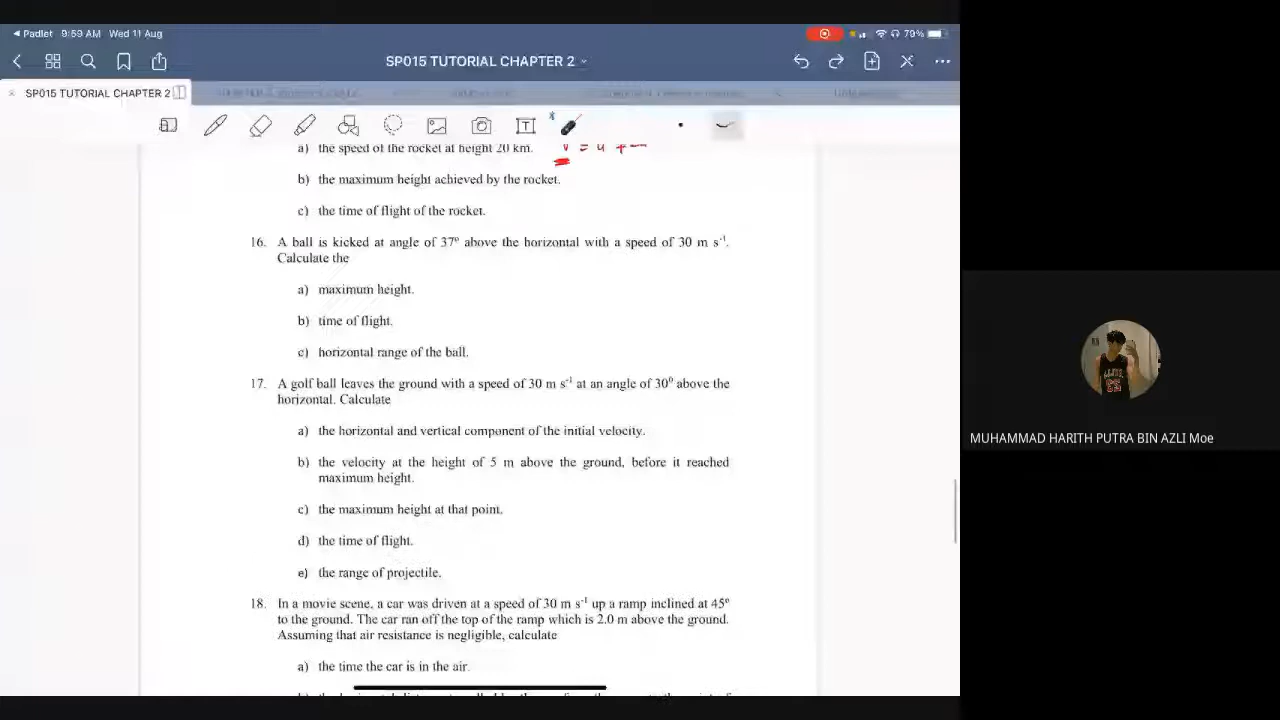 Padlet 9:59 AM Wed 11 Aug
79%
SP015 TUTORIAL CHAPTER 2
SP015 TUTORIAL CHAPTER 2
T
a) the speed of the rocket at height 20 km. v = u +
b) the maximum height achieved by the rocket.
c) the time of flight of the rocket.
16. A ball is kicked at angle of 37º above the horizontal with a speed of 30 m s⁻¹.
Calculate the
a) maximum height.
b) time of flight.
c) horizontal range of the ball.
17. A golf ball leaves the ground with a speed of 30 m s⁻¹ at an angle of 30⁰ above the
horizontal. Calculate
a) the horizontal and vertical component of the initial velocity.
b) the velocity at the height of 5 m above the ground, before it reached
maximum height.
c) the maximum height at that point.
d) the time of flight.
e) the range of projectile.
18. In a movie scene, a car was driven at a speed of 30 m s⁻¹ up a ramp inclined at 45º
to the ground. The car ran off the top of the ramp which is 2.0 m above the ground.
Assuming that air resistance is negligible, calculate
a) the time the car is in the air.
MUHAMMAD HARITH PUTRA BIN AZLI Moe